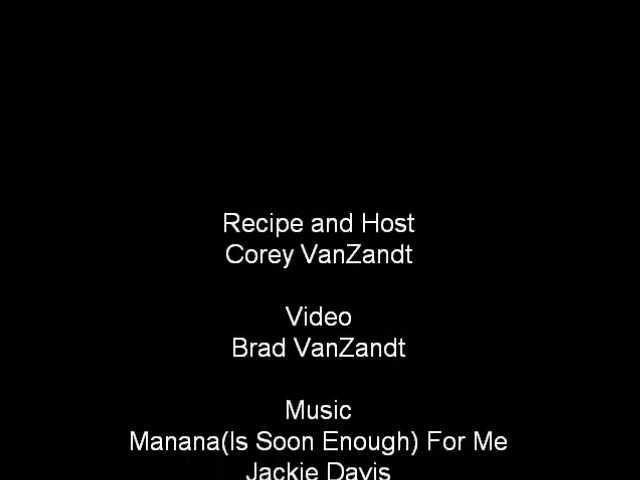 Recipe and Host
Corey VanZandt
Video
Brad VanZandt
Music
Manana(Is Soon Enough) For Me
Jackie Davis